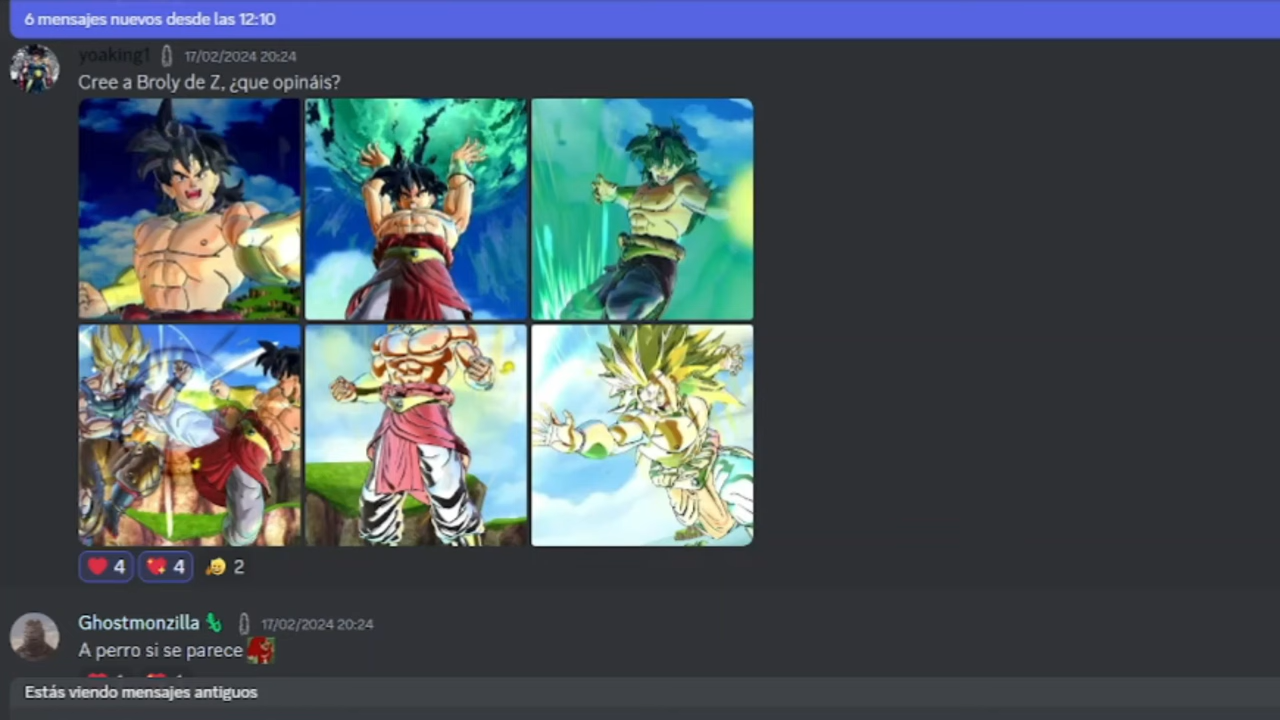 6 mensajes nuevos desde las 12:10
yoaking1 17/02/2024 20:24
Cree a Broly de Z, ¿que opináis?
4 4 2
Ghostmonzilla 17/02/2024 20:24
A perro si se parece
Estás viendo mensajes antiguos